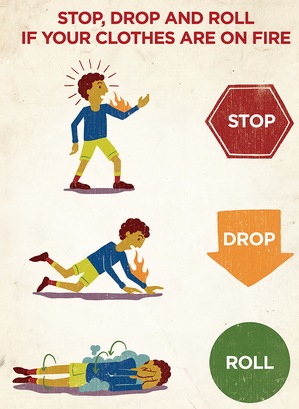 STOP, DROP AND ROLL
IF YOUR CLOTHES ARE ON FIRE
STOP
DROP
ROLL